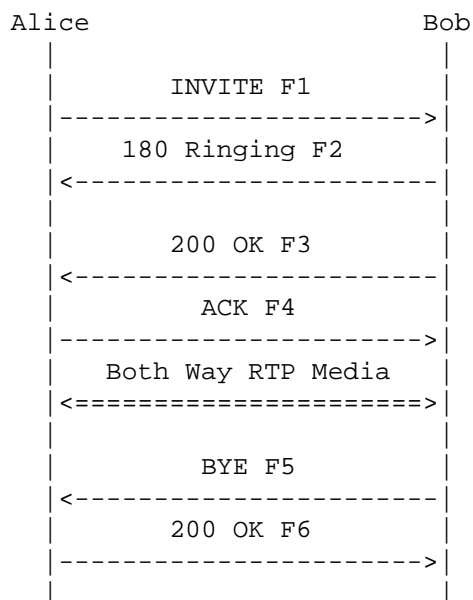 Alice Bob
INVITE F1
180 Ringing F2
200 OK F3
ACK F4
Both Way RTP Media
BYE F5
200 OK F6